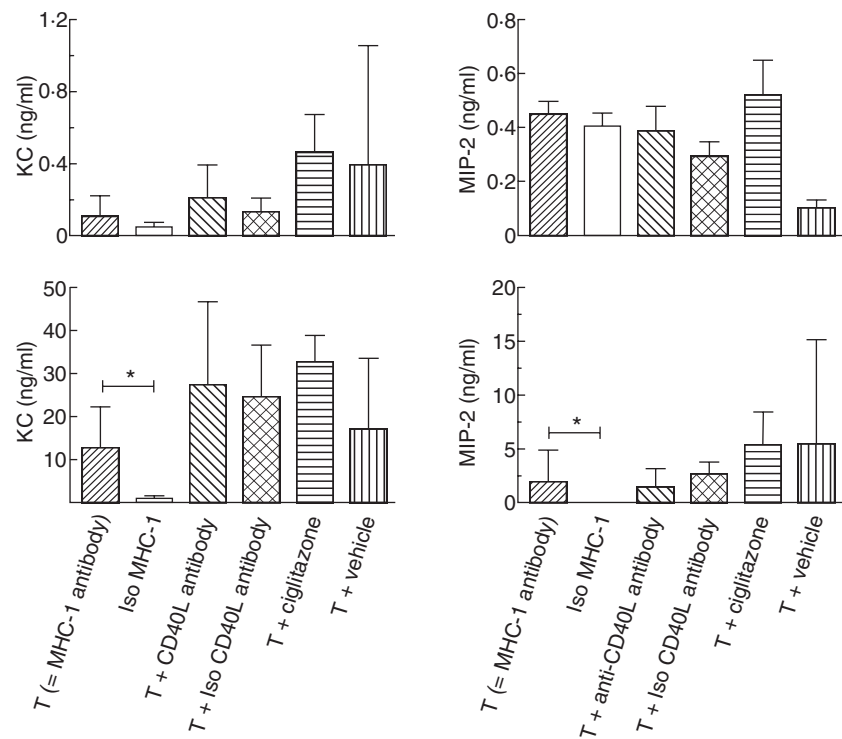 1·2
0·8
0·4
0
KC (ng/ml)
0·8
0·6
0·4
0·2
0
MIP-2 (ng/ml)
50
40
30
20
10
KC (ng/ml)
*
20
15
10
5
0
MIP-2 (ng/ml)
*
T (= MHC-1 antibody)
Iso MHC-1
T + CD40L antibody
T + Iso CD40L antibody
T + ciglitazone
T + vehicle
T (= MHC-1 antibody)
Iso MHC-1
T + anti-CD40L antibody
T + Iso CD40L antibody
T + ciglitazone
T + vehicle